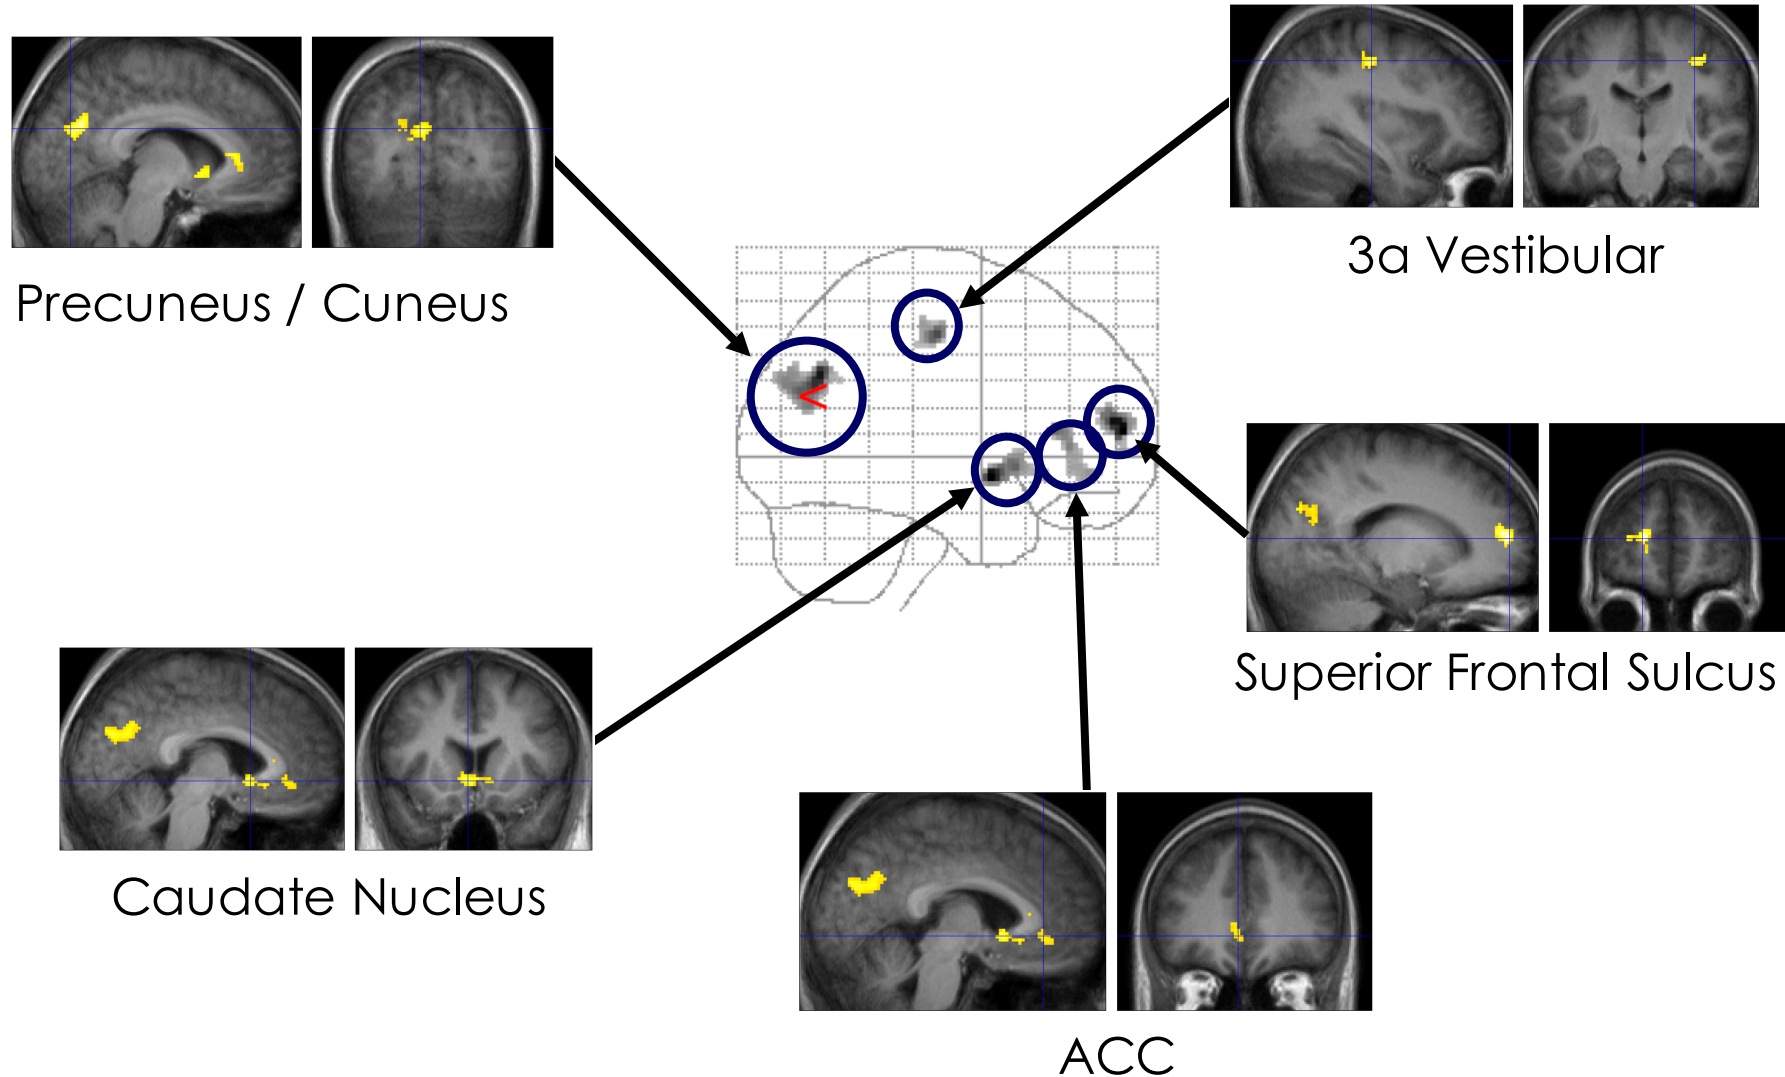 3a Vestibular
Precuneus / Cuneus
Superior Frontal Sulcus
Caudate Nucleus
ACC